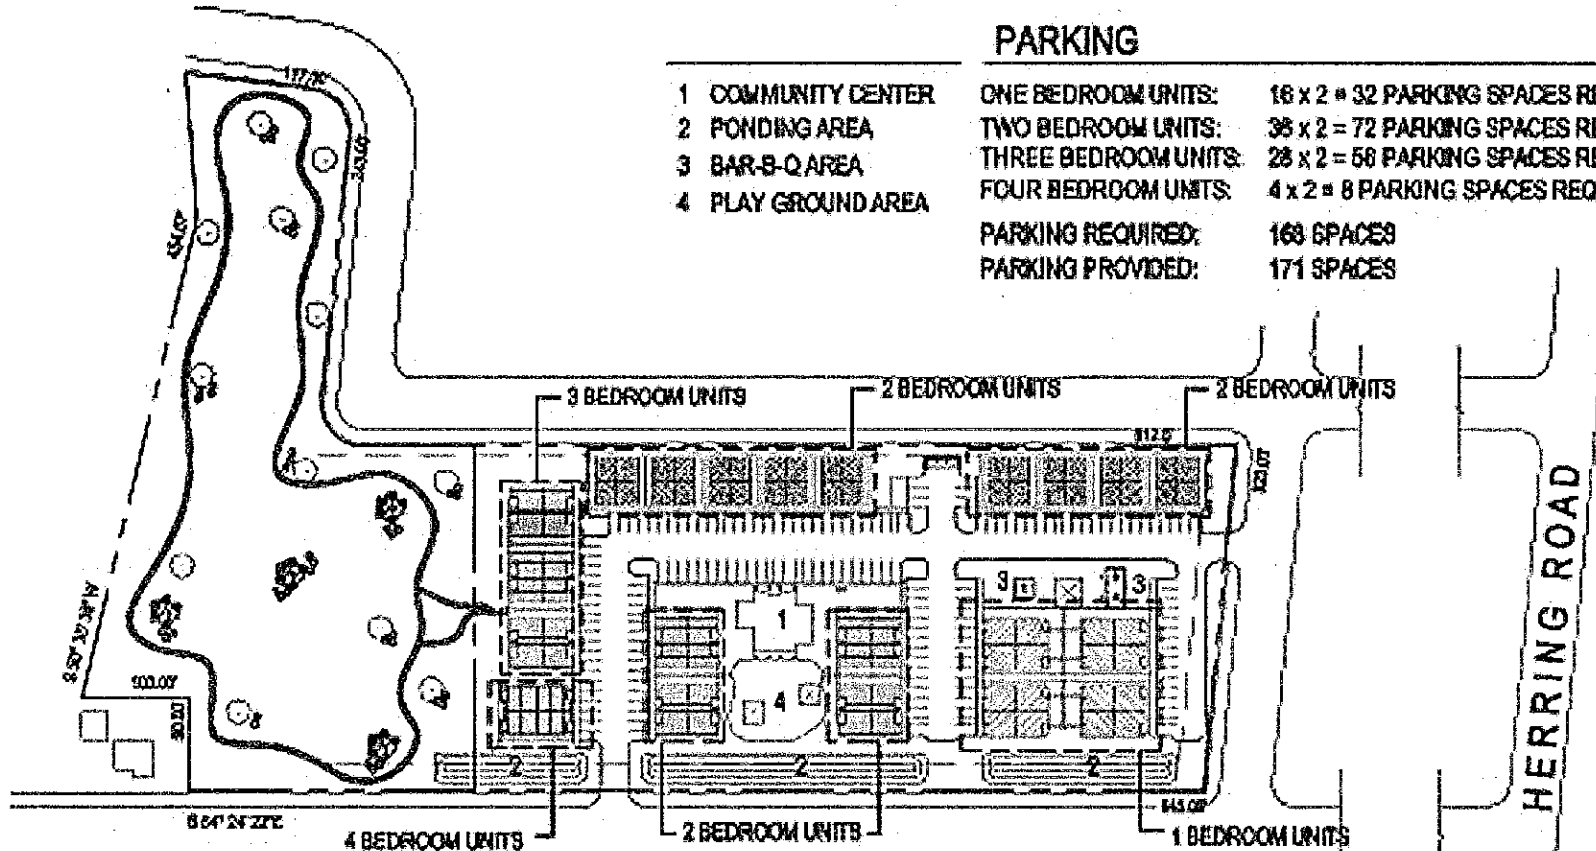 PARKING
1 COMMUNITY CENTER
2 PONDING AREA
3 BAR-B-Q AREA
4 PLAY GROUND AREA
ONE BEDROOM UNITS: 16 x 2 = 32 PARKING SPACES RE
TWO BEDROOM UNITS: 36 x 2 = 72 PARKING SPACES RE
THREE BEDROOM UNITS: 28 x 2 = 56 PARKING SPACES RE
FOUR BEDROOM UNITS: 4 x 2 = 8 PARKING SPACES REQ
PARKING REQUIRED: 168 SPACES
PARKING PROVIDED: 171 SPACES
3 BEDROOM UNITS
2 BEDROOM UNITS
2 BEDROOM UNITS
3
3
1
4
2
2
2
4 BEDROOM UNITS
2 BEDROOM UNITS
1 BEDROOM UNITS
HERRING ROAD